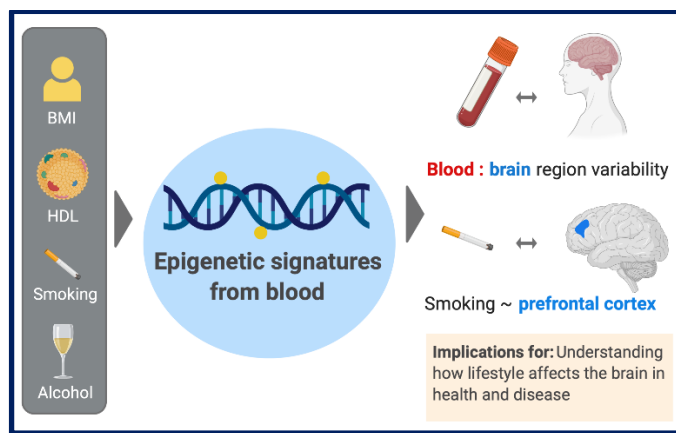 BMI
HDL
Smoking
Alcohol
Epigenetic signatures
from blood
Blood : brain region variability
Smoking ~ prefrontal cortex
Implications for: Understanding
how lifestyle affects the brain in
health and disease